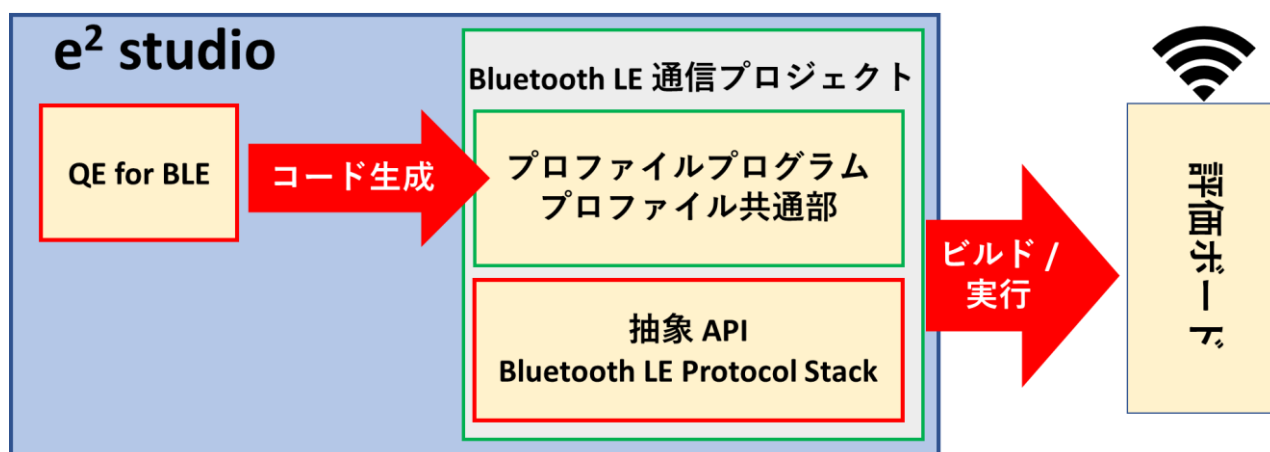 e² studio
QE for BLE
コード生成
Bluetooth LE 通信プロジェクト
プロファイルプログラム
プロファイル共通部
抽象 API
Bluetooth LE Protocol Stack
ビルド /
実行
評価ボード